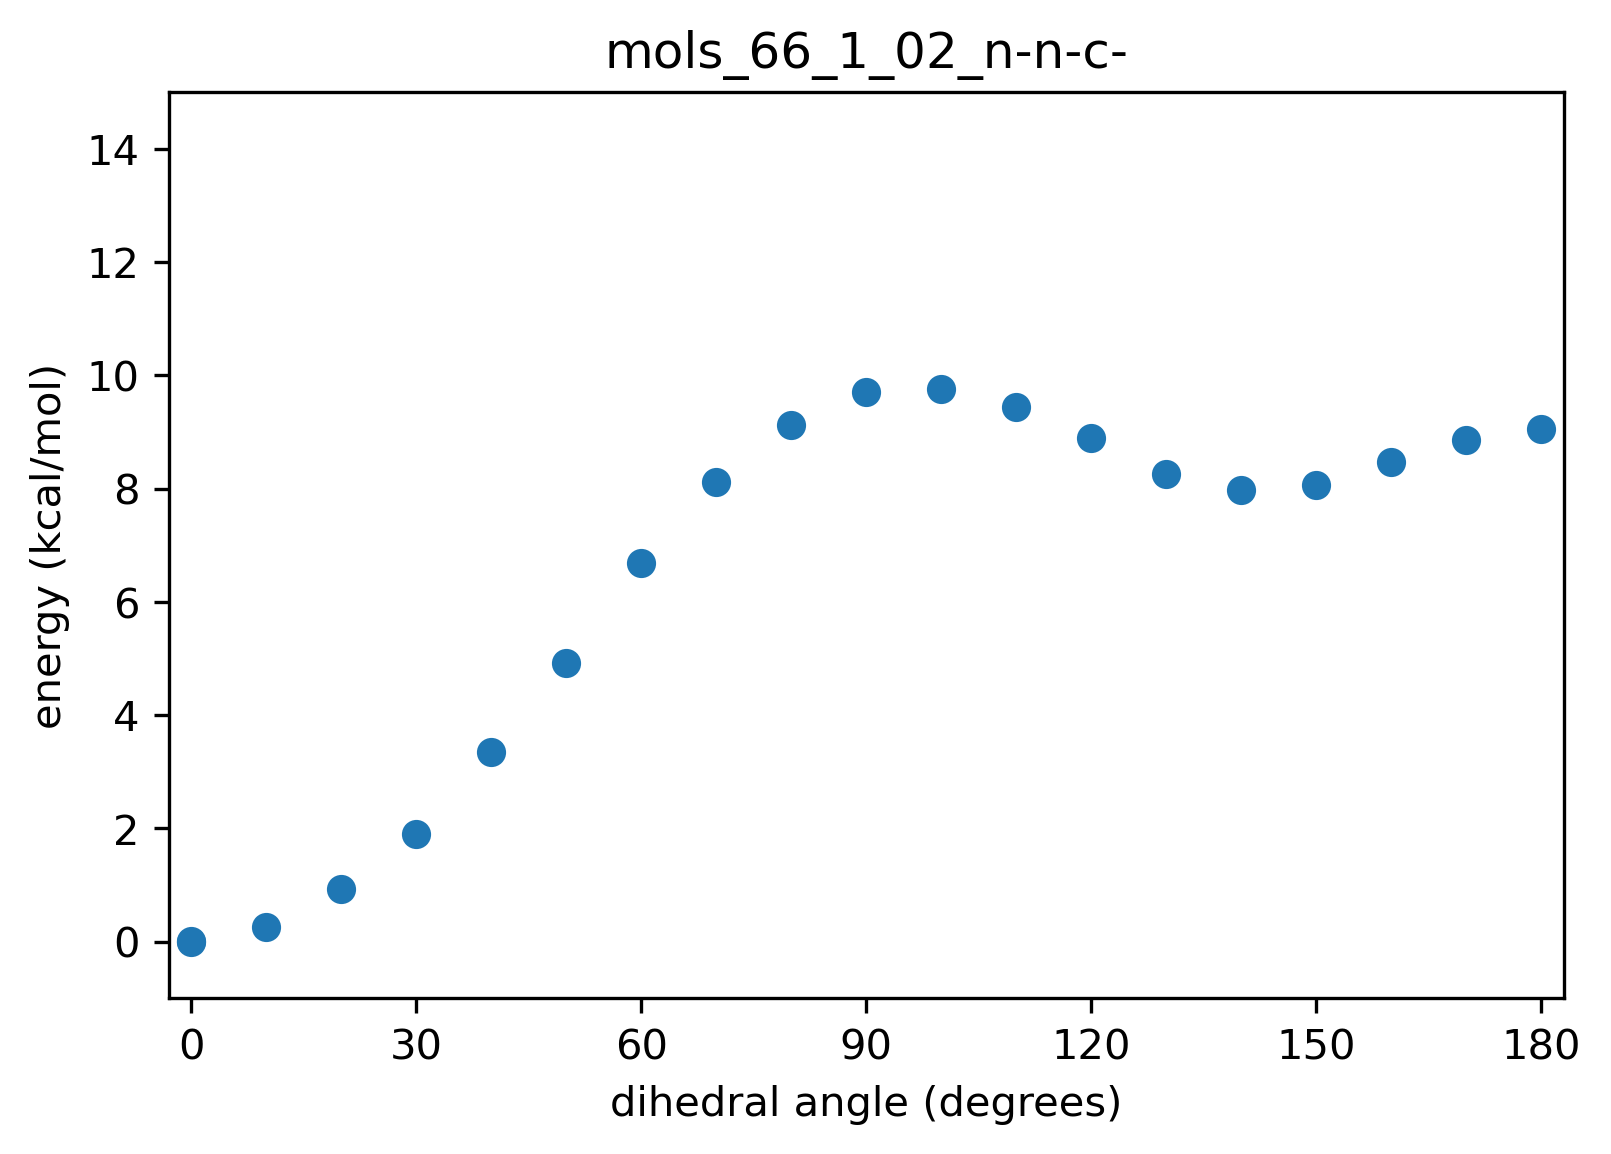 mols_66_1_02_n-n-c-
14
12
10
8
6
4
2
0
energy (kcal/mol)
0 30 60 90 120 150 180
dihedral angle (degrees)